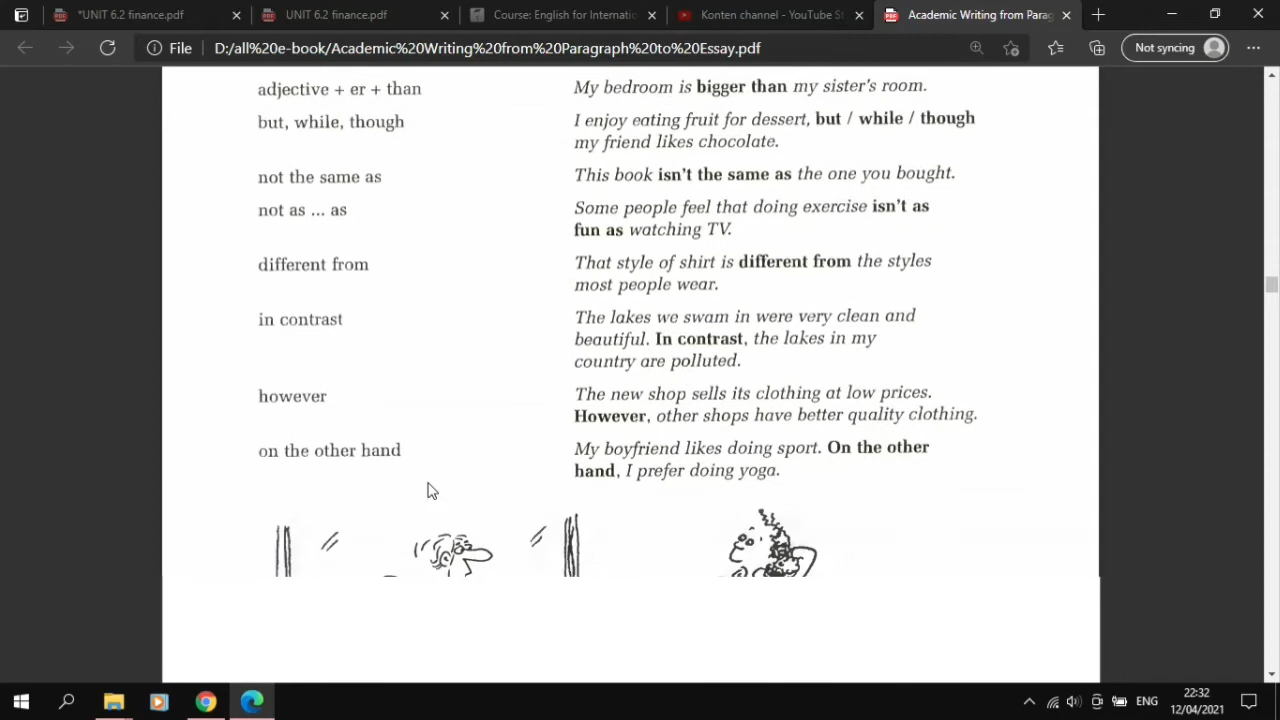 *UNIT 6.2 finance.pdf
UNIT 6.2 finance.pdf
Course: English for Internatio
Konten channel - YouTube S
Academic Writing from Parag
File
D:/all%20e-book/Academic%20Writing%20from%20Paragraph%20to%20Essay.pdf
Not syncing
adjective + er + than
My bedroom is bigger than my sister's room.
but, while, though
I enjoy eating fruit for dessert, but / while / though
my friend likes chocolate.
not the same as
This book isn't the same as the one you bought.
not as ... as
Some people feel that doing exercise isn't as
fun as watching TV.
different from
That style of shirt is different from the styles
most people wear.
in contrast
The lakes we swam in were very clean and
beautiful. In contrast, the lakes in my
country are polluted.
however
The new shop sells its clothing at low prices.
However, other shops have better quality clothing.
on the other hand
My boyfriend likes doing sport. On the other
hand, I prefer doing yoga.
ENG
22:32
12/04/2021